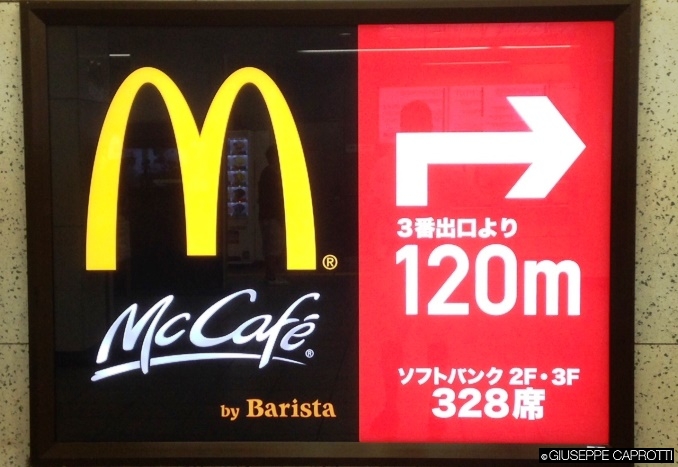 M®
McCafé®
by Barista
3番出口より
120m
ソフトバンク 2F・3F
328席
©GIUSEPPE CAPROTTI